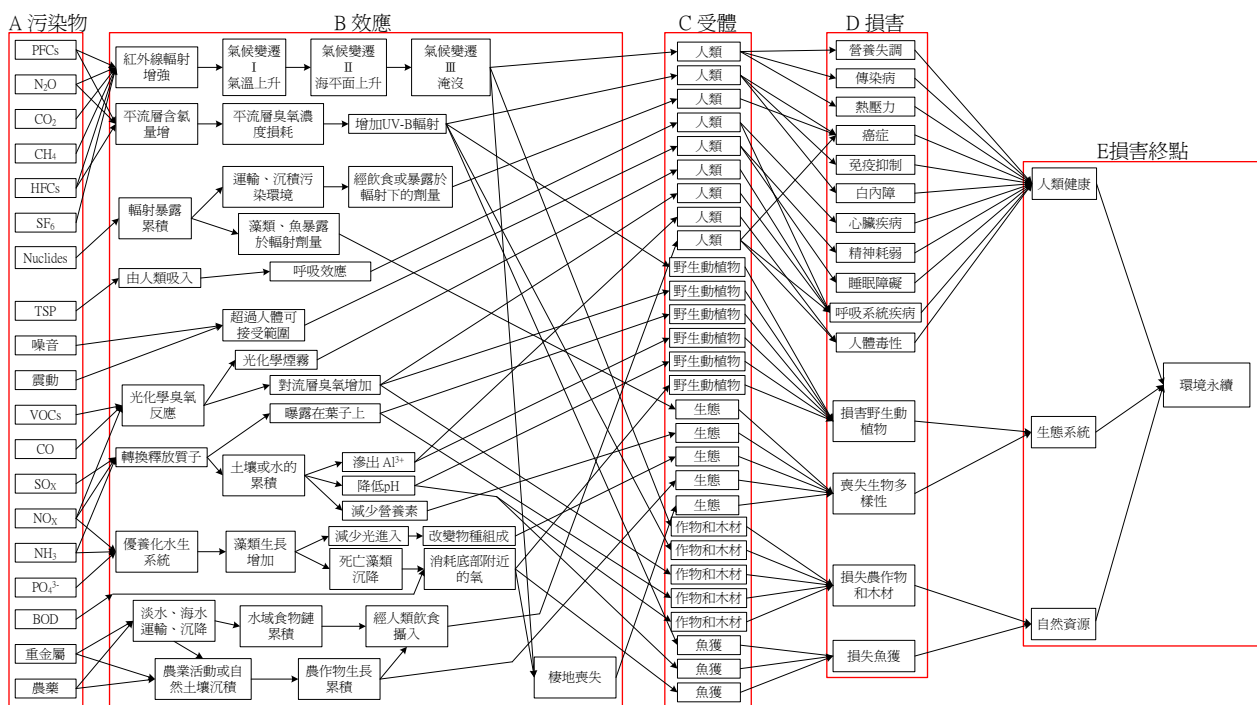 A 污染物
PFCs
N₂O
CO₂
CH₄
HFCs
SF₆
Nuclides
TSP
噪音
震動
VOCs
CO
SOX
NOX
NH₃
PO₄³⁻
BOD
重金屬
農藥
B 效應
紅外線輻射
增強
氣候變遷
I
氣溫上升
氣候變遷
II
海平面上升
氣候變遷
III
淹沒
平流層含氯
量增
平流層臭氧濃
度損耗
增加UV-B輻射
輻射暴露
累積
運輸、沉積污
染環境
經飲食或暴露於
輻射下的劑量
藻類、魚暴露
於輻射劑量
由人類吸入
呼吸效應
超過人體可
接受範圍
光化學煙霧
光化學臭氧
反應
對流層臭氧增加
曝露在葉子上
轉換釋放質子
土壤或水的
累積
滲出 Al³⁺
降低pH
減少營養素
優養化水生
系統
藻類生長
增加
減少光進入
改變物種組成
死亡藻類
沉降
消耗底部附近
的氧
淡水、海水
運輸、沉降
水域食物鏈
累積
經人類飲食
攝入
農業活動或自
然土壤沉積
農作物生長
累積
棲地喪失
C 受體
人類
人類
人類
人類
人類
人類
人類
人類
人類
野生動植物
野生動植物
野生動植物
野生動植物
野生動植物
野生動植物
生態
生態
生態
生態
生態
作物和木材
作物和木材
作物和木材
作物和木材
作物和木材
魚獲
魚獲
魚獲
D 損害
營養失調
傳染病
熱壓力
癌症
免疫抑制
白內障
心臟疾病
精神耗弱
睡眠障礙
呼吸系統疾病
人體毒性
損害野生動
植物
喪失生物多
樣性
損失農作物
和木材
損失魚獲
E損害終點
人類健康
生態系統
自然資源
環境永續